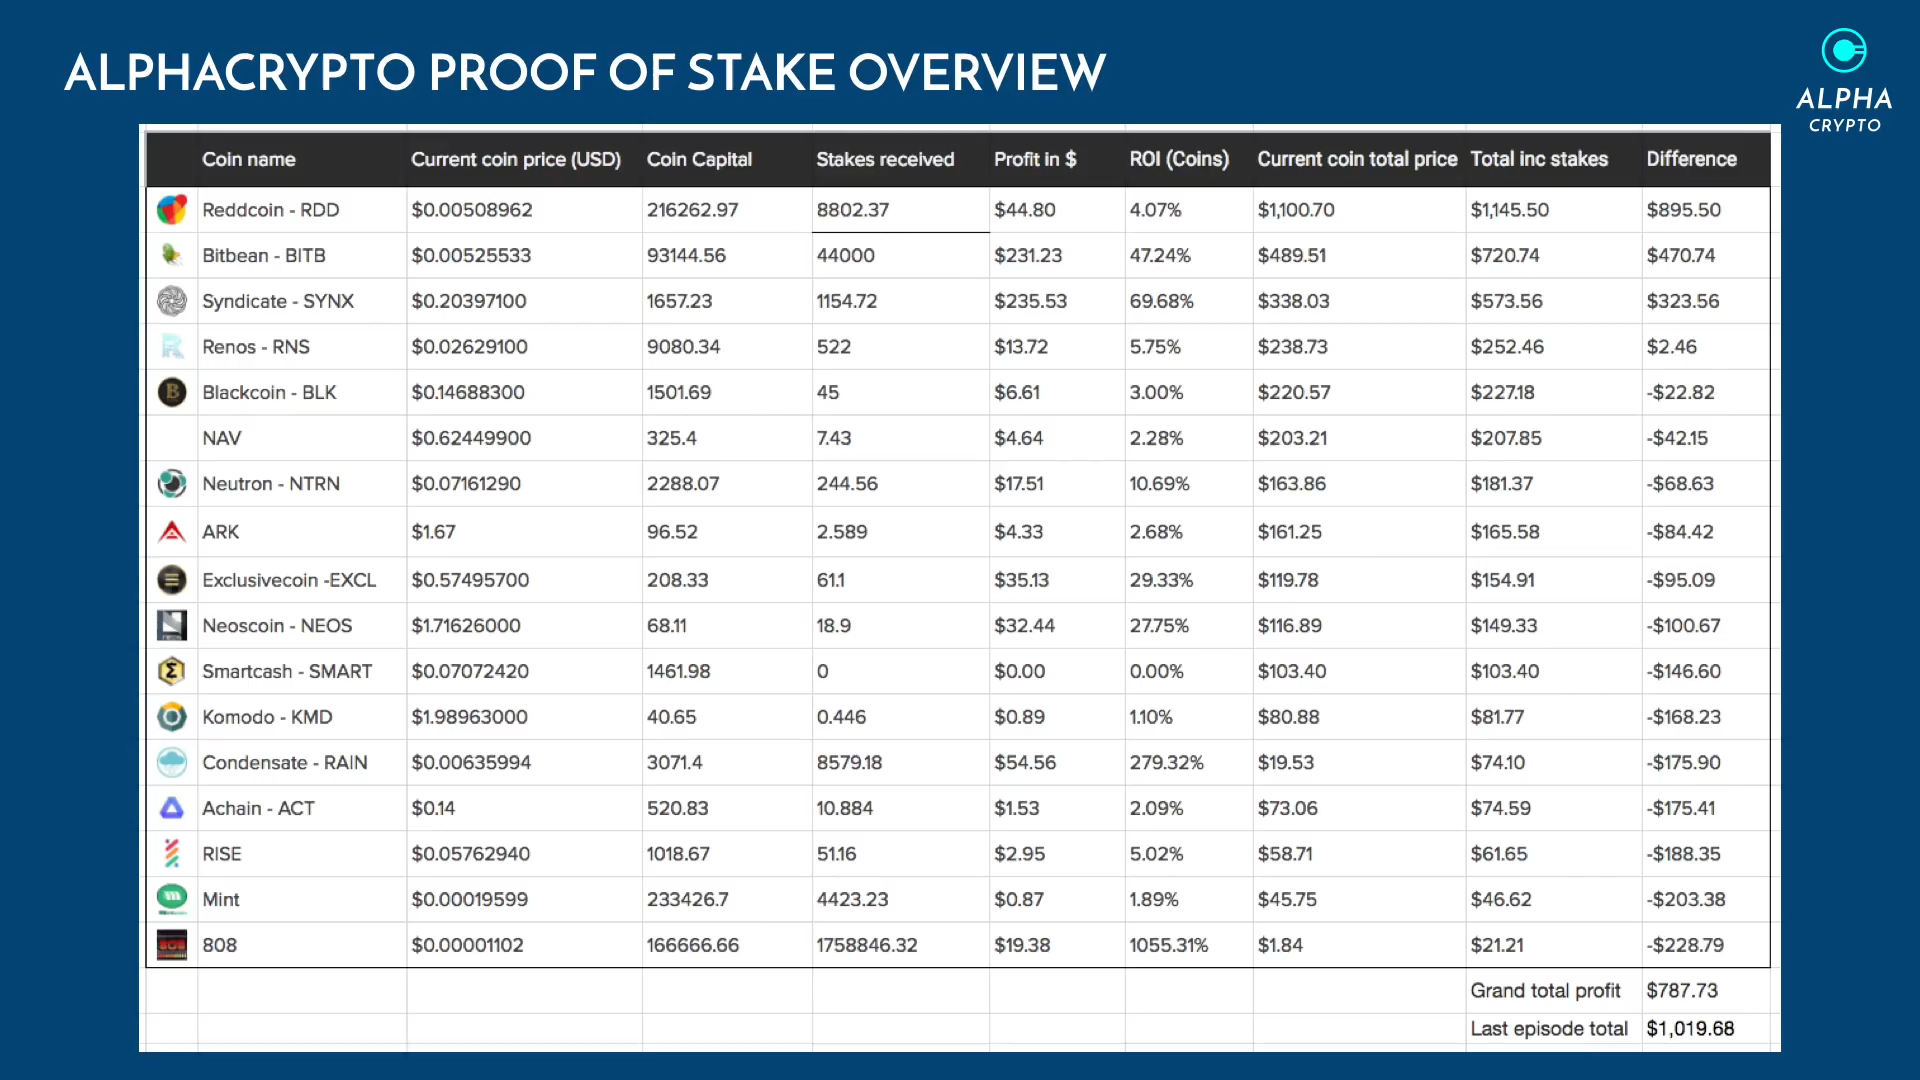 ALPHACRYPTO PROOF OF STAKE OVERVIEW
ALPHA
CRYPTO
Coin name Current coin price (USD) Coin Capital Stakes received Profit in $ ROI (Coins) Current coin total price Total inc stakes Difference
Reddcoin - RDD $0.00508962 216262.97 8802.37 $44.80 4.07% $1,100.70 $1,145.50 $895.50
Bitbean - BITB $0.00525533 93144.56 44000 $231.23 47.24% $489.51 $720.74 $470.74
Syndicate - SYNX $0.20397100 1657.23 1154.72 $235.53 69.68% $338.03 $573.56 $323.56
Renos - RNS $0.02629100 9080.34 522 $13.72 5.75% $238.73 $252.46 $2.46
Blackcoin - BLK $0.14688300 1501.69 45 $6.61 3.00% $220.57 $227.18 -$22.82
NAV $0.62449900 325.4 7.43 $4.64 2.28% $203.21 $207.85 -$42.15
Neutron - NTRN $0.07161290 2288.07 244.56 $17.51 10.69% $163.86 $181.37 -$68.63
ARK $1.67 96.52 2.589 $4.33 2.68% $161.25 $165.58 -$84.42
Exclusivecoin -EXCL $0.57495700 208.33 61.1 $35.13 29.33% $119.78 $154.91 -$95.09
Neoscoin - NEOS $1.71626000 68.11 18.9 $32.44 27.75% $116.89 $149.33 -$100.67
Smartcash - SMART $0.07072420 1461.98 0 $0.00 0.00% $103.40 $103.40 -$146.60
Komodo - KMD $1.98963000 40.65 0.446 $0.89 1.10% $80.88 $81.77 -$168.23
Condensate - RAIN $0.00635994 3071.4 8579.18 $54.56 279.32% $19.53 $74.10 -$175.90
Achain - ACT $0.14 520.83 10.884 $1.53 2.09% $73.06 $74.59 -$175.41
RISE $0.05762940 1018.67 51.16 $2.95 5.02% $58.71 $61.65 -$188.35
Mint $0.00019599 233426.7 4423.23 $0.87 1.89% $45.75 $46.62 -$203.38
808 $0.00001102 166666.66 1758846.32 $19.38 1055.31% $1.84 $21.21 -$228.79
Grand total profit $787.73
Last episode total $1,019.68